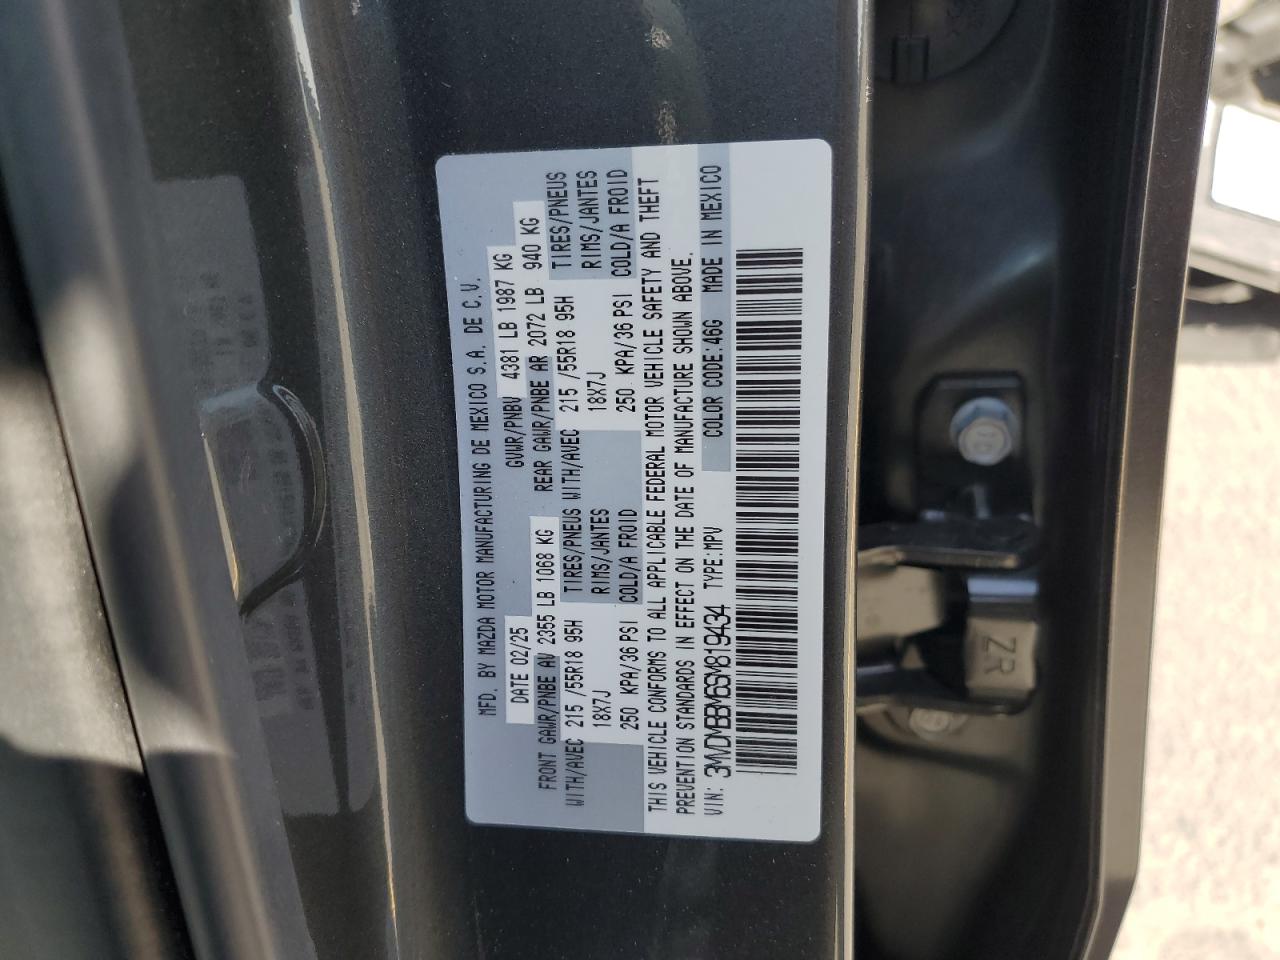 MFD. BY MAZDA MOTOR MANUFACTURING DE MEXICO S.A. DE C.V.
DATE 02/25 GVWR/PNBV 4381 LB 1987 KG
FRONT GAWR/PNBE AV 2355 LB 1068 KG REAR GAWR/PNBE AR 2072 LB 940 KG
WITH/AVEC 215 /55R18 95H TIRES/PNEUS WITH/AVEC 215 /55R18 95H TIRES/PNEUS
18X7J RIMS/JANTES 18X7J RIMS/JANTES
250 KPA/36 PSI COLD/A FROID 250 KPA/36 PSI COLD/A FROID
THIS VEHICLE CONFORMS TO ALL APPLICABLE FEDERAL MOTOR VEHICLE SAFETY AND THEFT
PREVENTION STANDARDS IN EFFECT ON THE DATE OF MANUFACTURE SHOWN ABOVE.
VIN: 3MVDMBBM6SM819434 TYPE:MPV COLOR CODE:46G MADE IN MEXICO
ZR